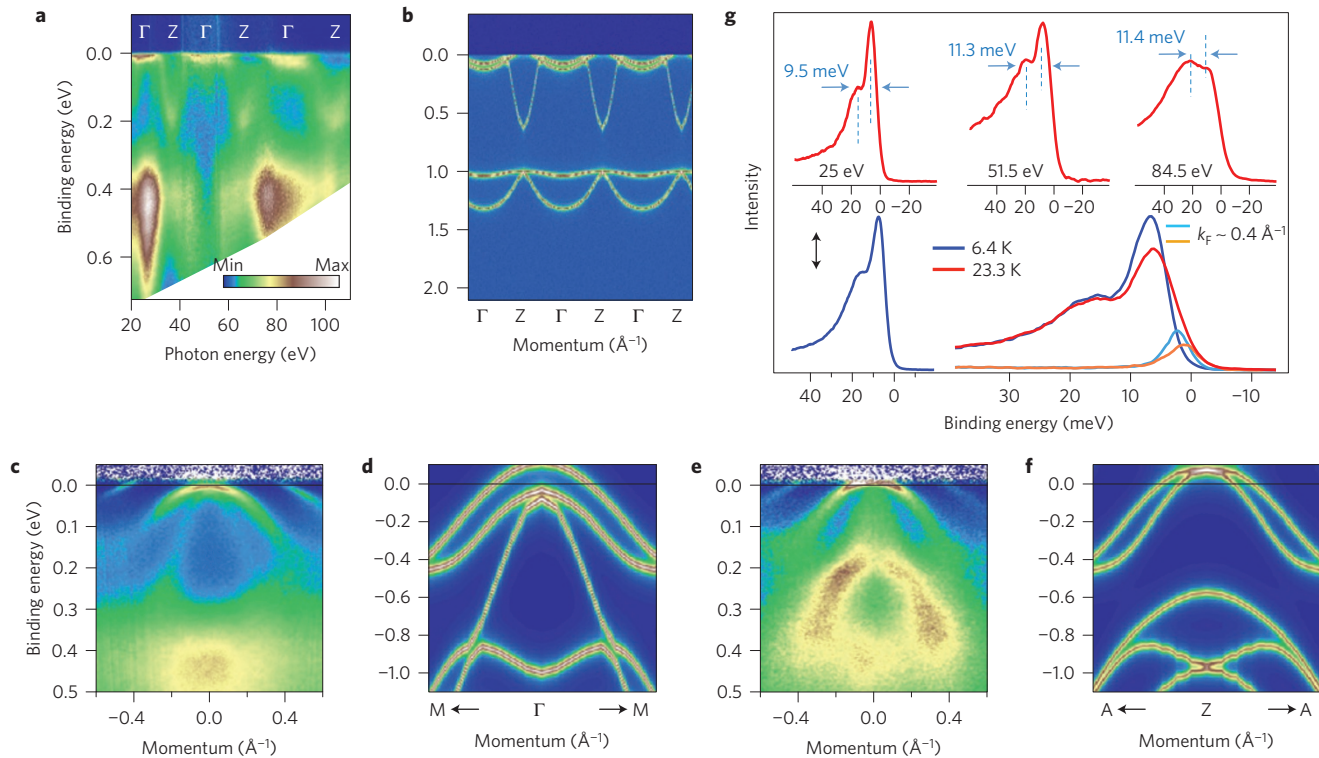 a
Γ Z Γ Z Γ Z
0.0
0.2
0.4
0.6
Binding energy (eV)
Min Max
20 40 60 80 100
Photon energy (eV)
b
0.0
0.5
1.0
1.5
2.0
Γ Z Γ Z Γ Z
Momentum (Å⁻¹)
g
Intensity
9.5 meV
11.3 meV
11.4 meV
25 eV
51.5 eV
84.5 eV
40 20 0 −20
40 20 0 −20
40 20 0 −20
6.4 K
23.3 K
k_F ~ 0.4 Å⁻¹
40 20 0
30 20 10 0 −10
Binding energy (meV)
c
0.0
0.1
0.2
0.3
0.4
0.5
Binding energy (eV)
−0.4 0.0 0.4
Momentum (Å⁻¹)
d
0.0
−0.2
−0.4
−0.6
−0.8
−1.0
M Γ M
Momentum (Å⁻¹)
e
0.0
0.1
0.2
0.3
0.4
0.5
−0.4 0.0 0.4
Momentum (Å⁻¹)
f
0.0
−0.2
−0.4
−0.6
−0.8
−1.0
A Z A
Momentum (Å⁻¹)